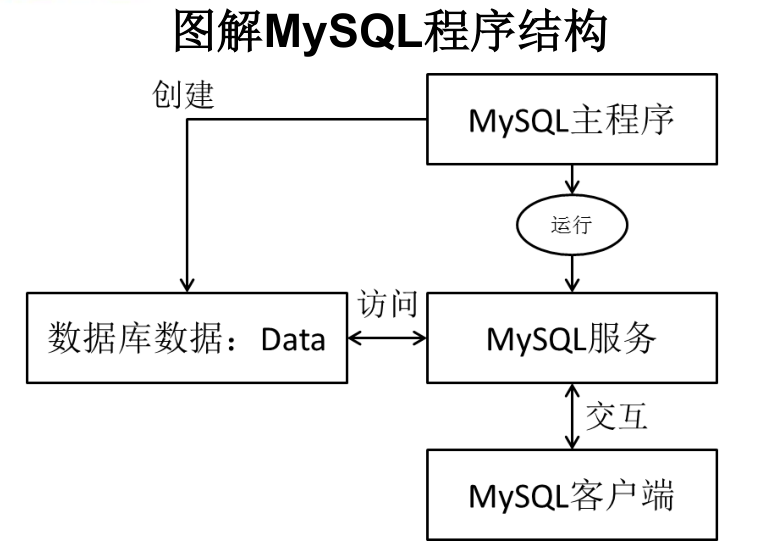 图解MySQL程序结构
创建
MySQL主程序
运行
访问
数据库数据：Data
MySQL服务
交互
MySQL客户端